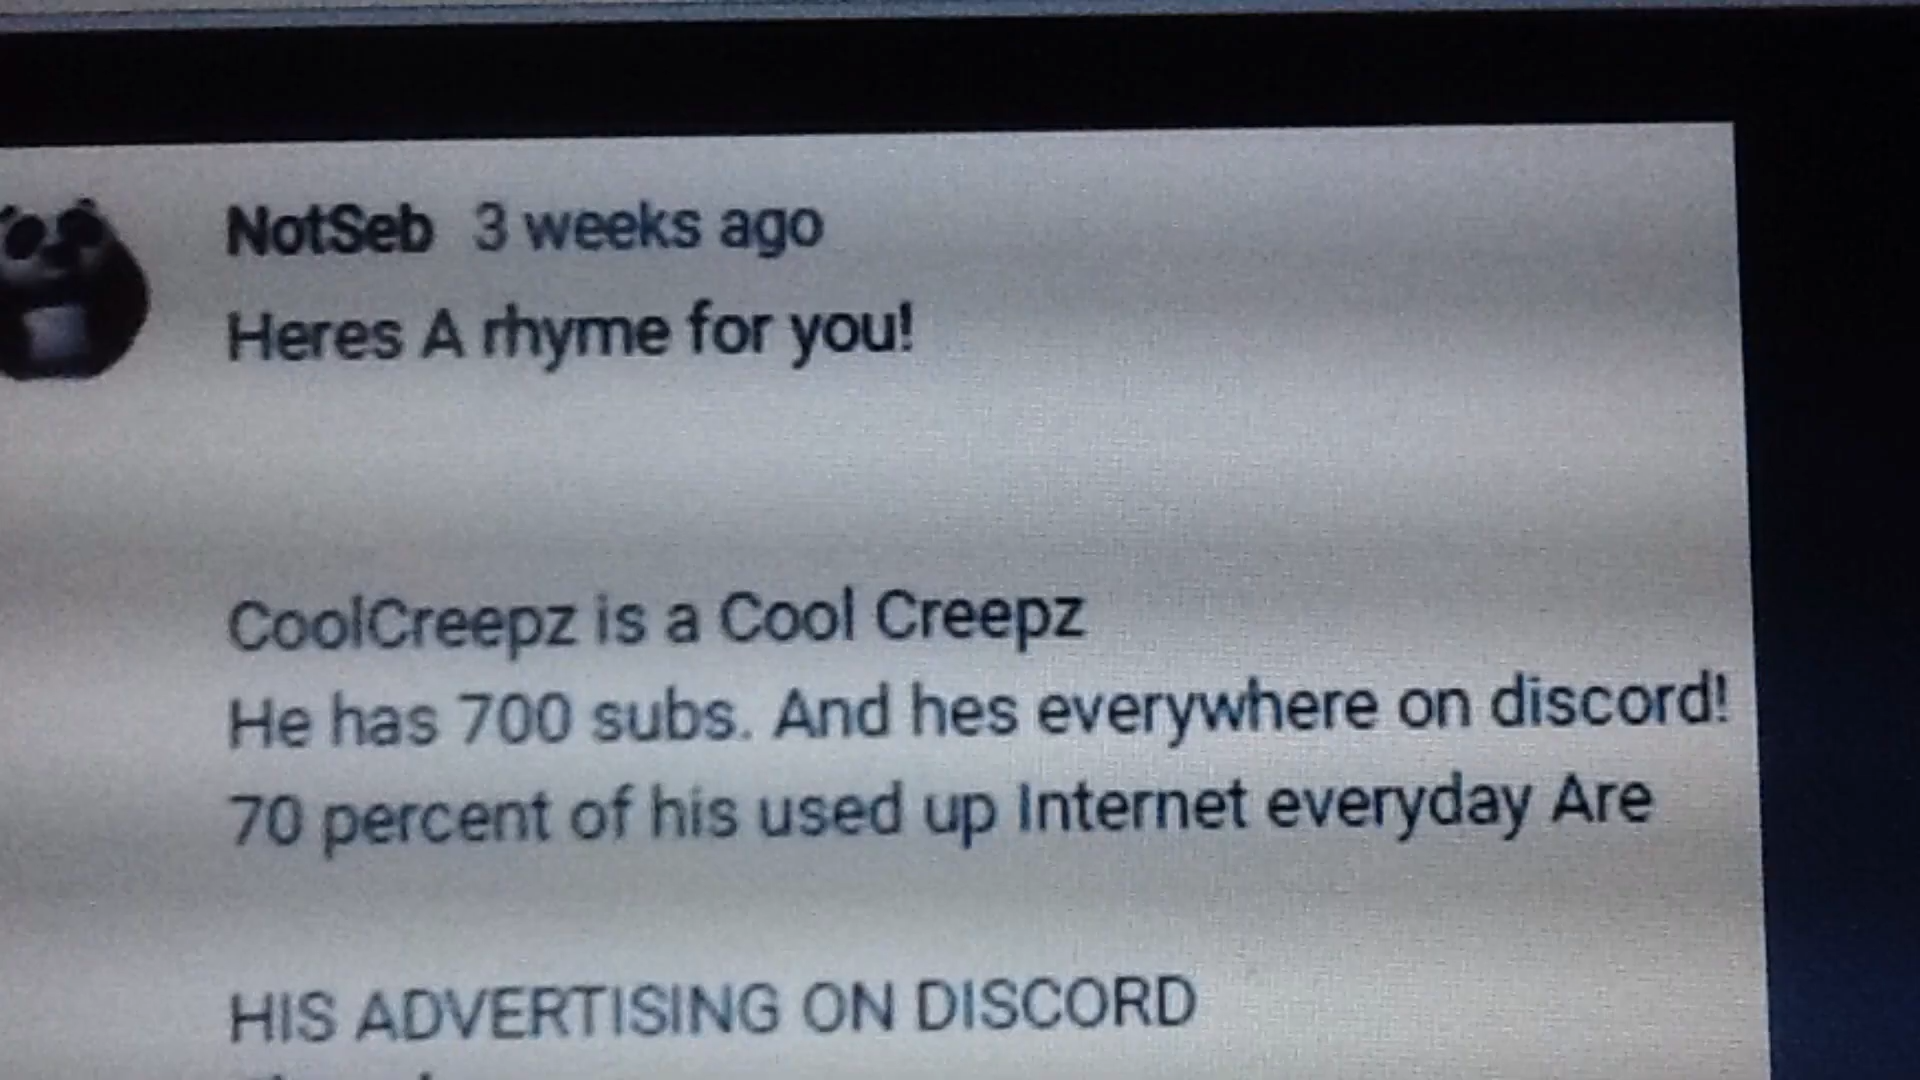 NotSeb 3 weeks ago
Heres A rhyme for you!
CoolCreepz is a Cool Creepz
He has 700 subs. And hes everywhere on discord!
70 percent of his used up Internet everyday Are
HIS ADVERTISING ON DISCORD